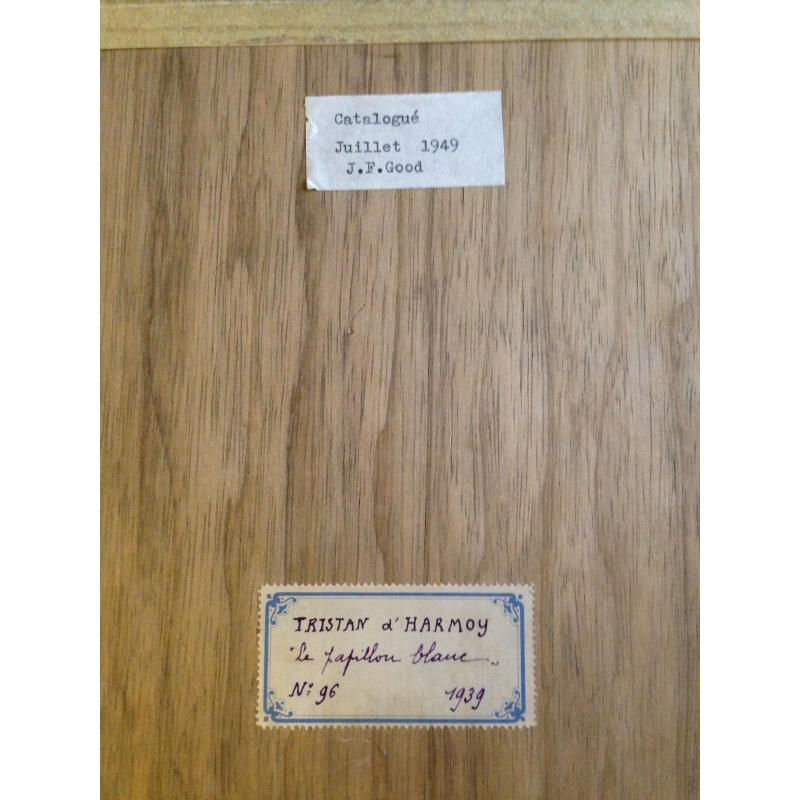 Catalogué
Juillet 1949
J.F.Good
TRISTAN d'HARMOY
"Le papillon blanc„
N° 96 1939